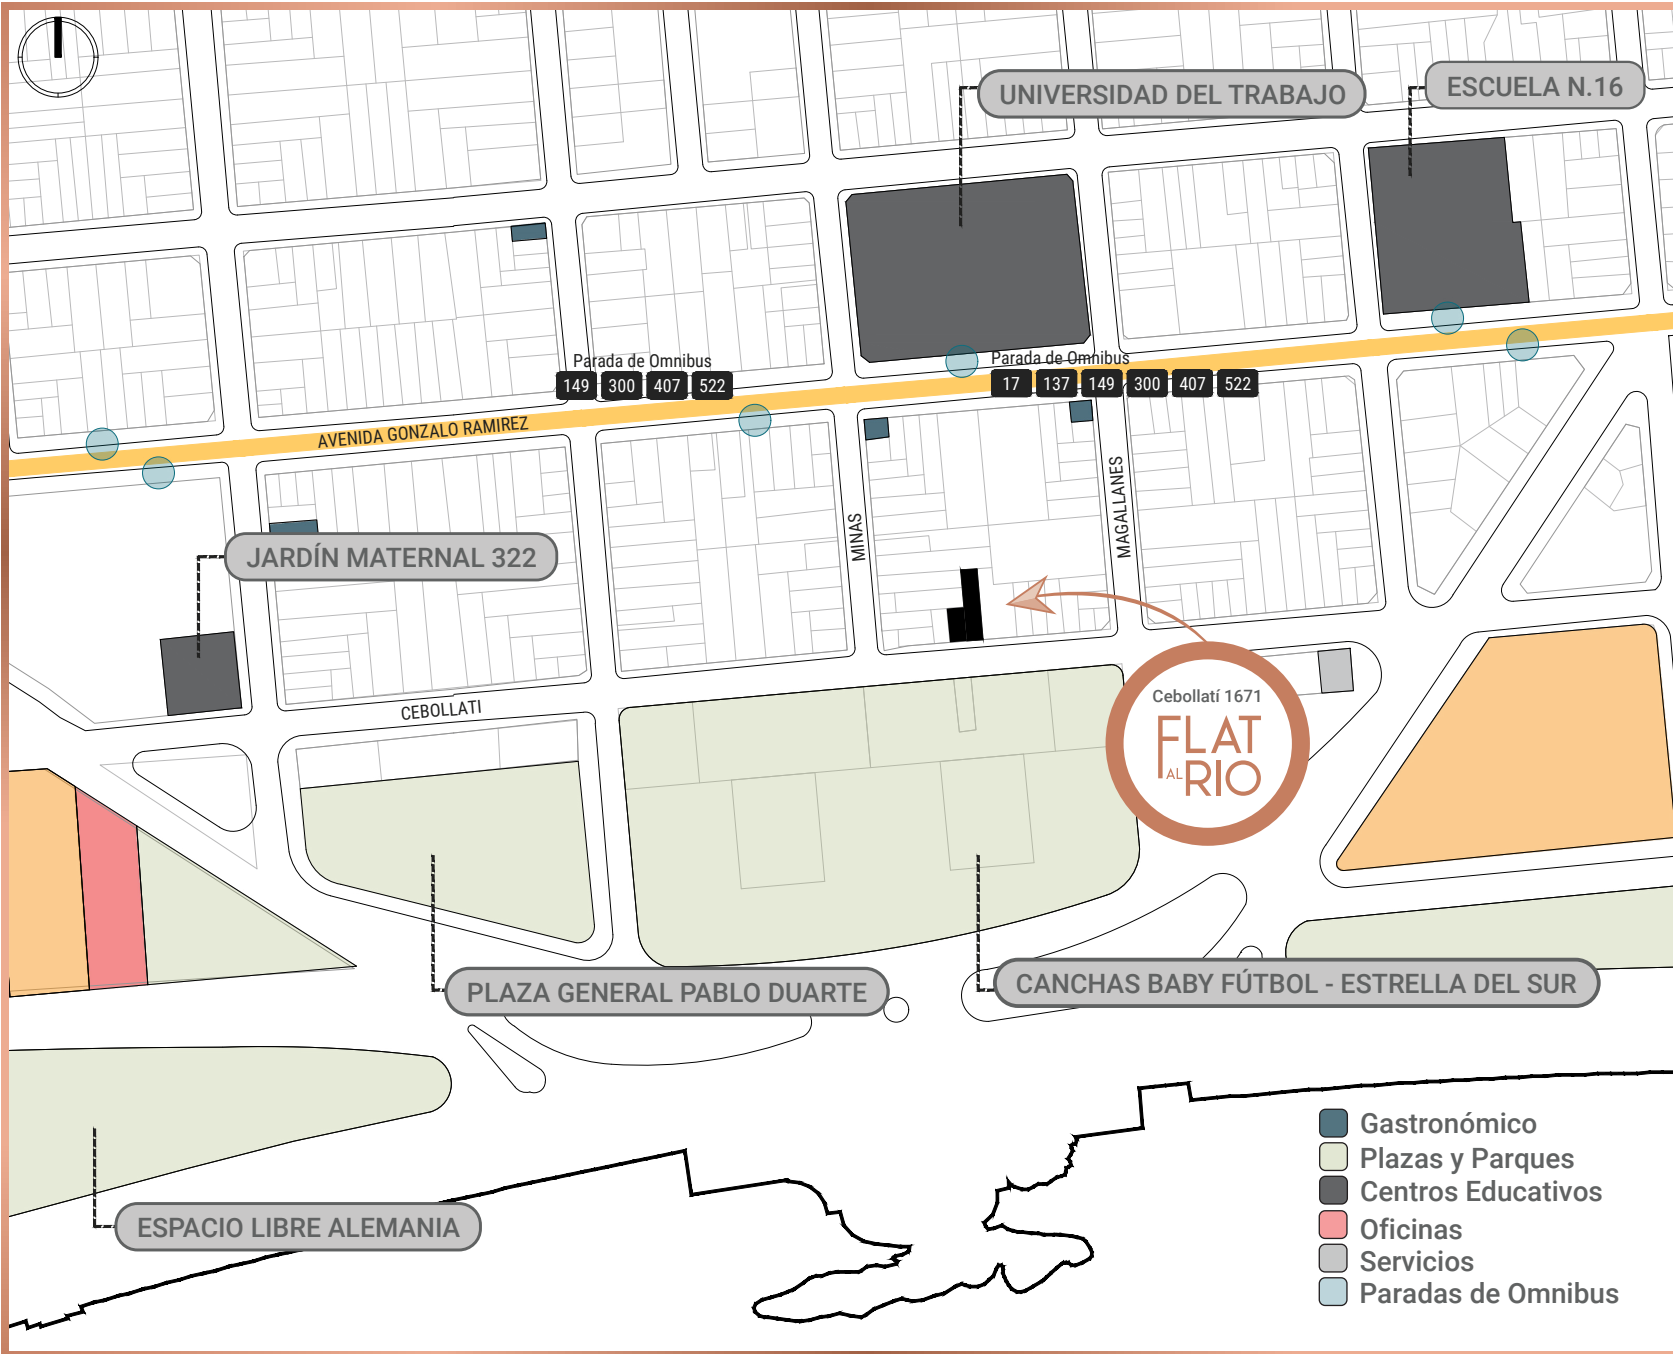 UNIVERSIDAD DEL TRABAJO
ESCUELA N.16
Parada de Omnibus
149 300 407 522
Parada de Omnibus
17 137 149 300 407 522
AVENIDA GONZALO RAMIREZ
MINAS
MAGALLANES
JARDÍN MATERNAL 322
CEBOLLATI
Cebollatí 1671
FLAT
AL RIO
PLAZA GENERAL PABLO DUARTE
CANCHAS BABY FÚTBOL - ESTRELLA DEL SUR
ESPACIO LIBRE ALEMANIA
Gastronómico
Plazas y Parques
Centros Educativos
Oficinas
Servicios
Paradas de Omnibus